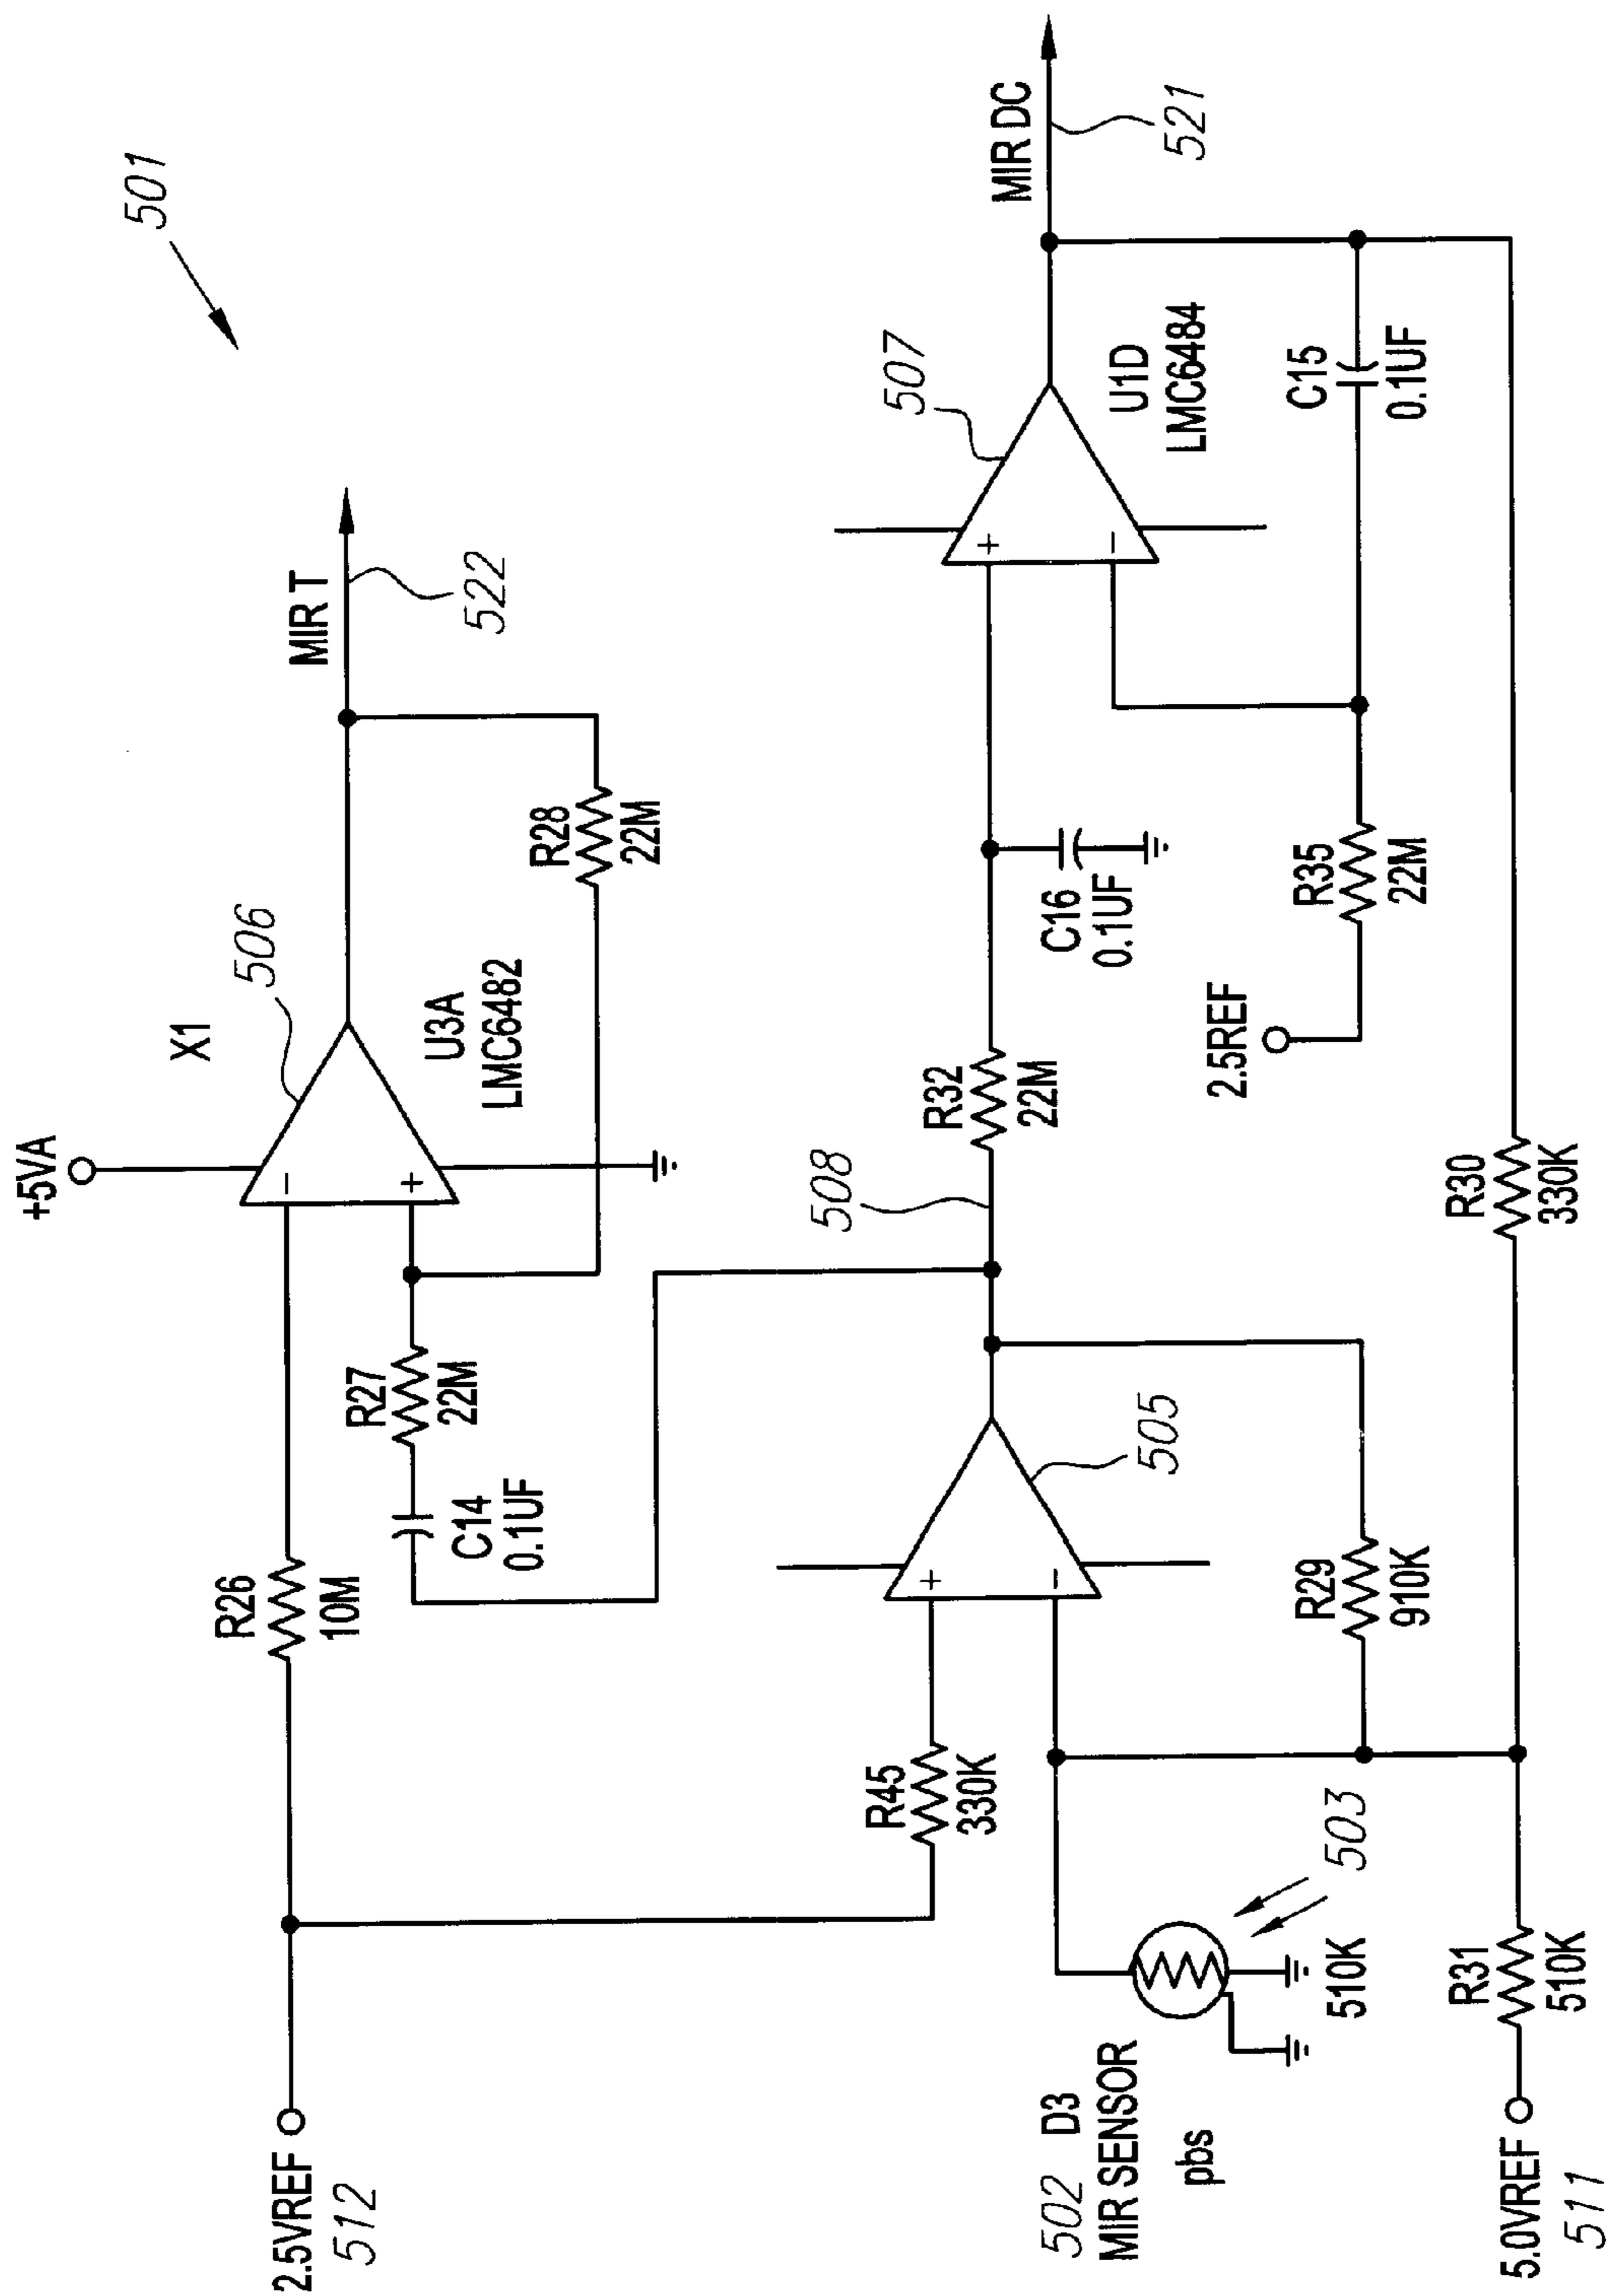 501
+5VA
X1
506
MIR T
522
R26
10M
R27
22M
C14
0.1UF
U3A
LMC6482
R28
22M
-
+
2.5VREF
512
508
R32
22M
C16
0.1UF
507
+
-
U1D
LMC6484
MIR DC
521
C15
0.1UF
R35
22M
2.5REF
R45
330K
+
-
505
R29
910K
R30
330K
502
D3
MIR SENSOR
pbs
503
510K
R31
510K
5.0VREF
511